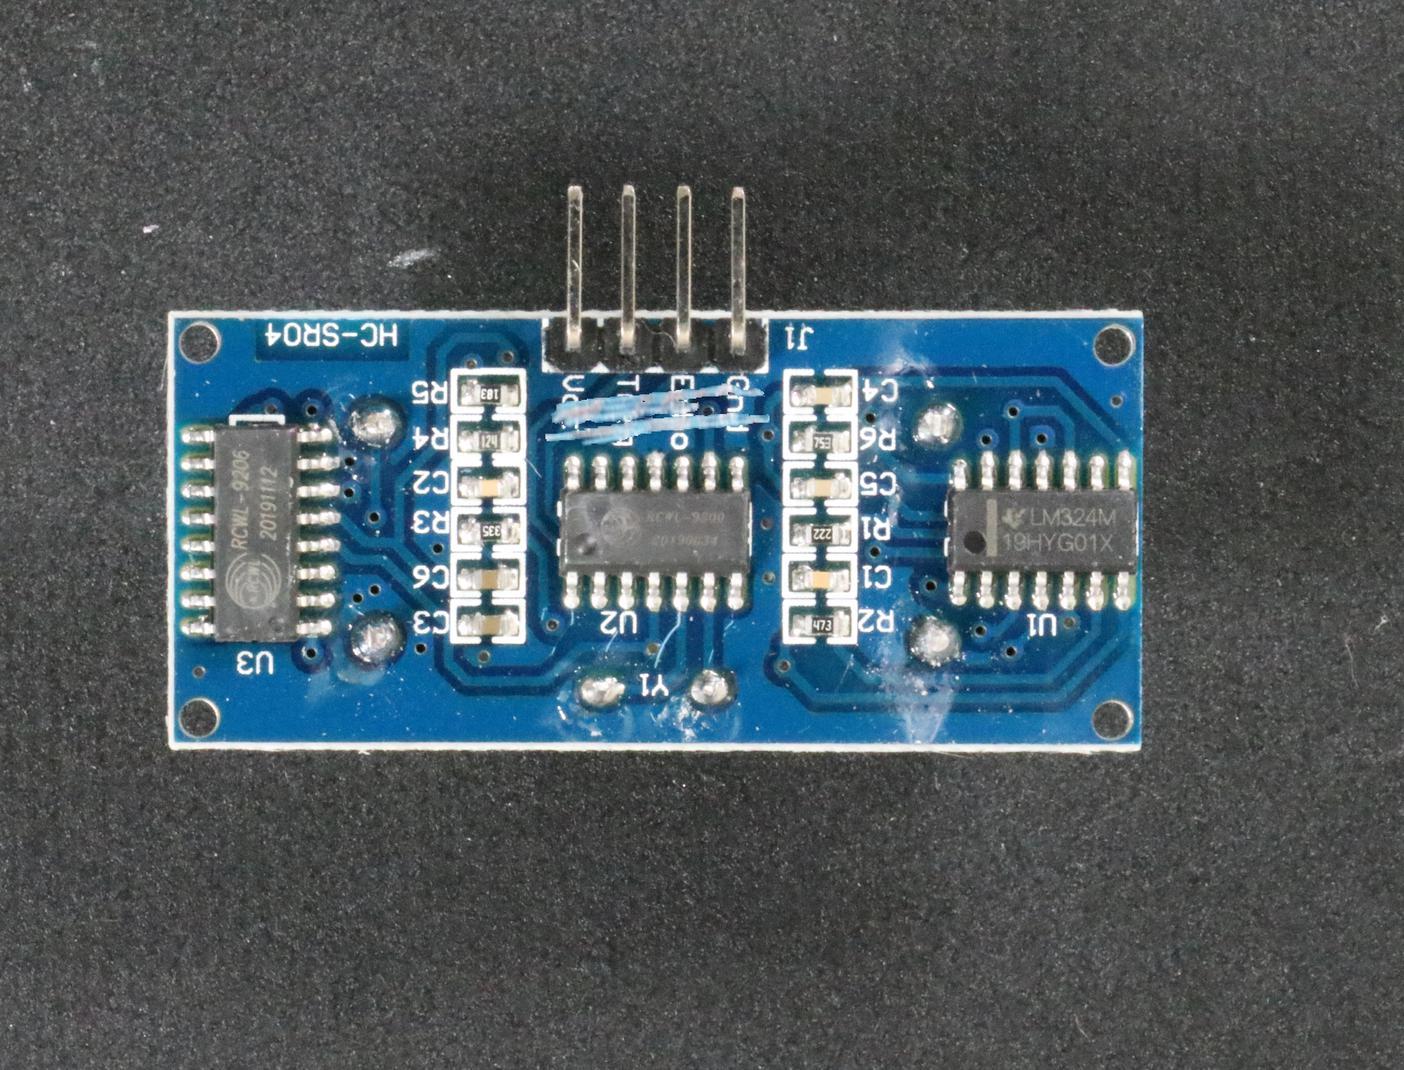 HC-SR04
J1
R5
103
C4
R4
124
R6
753
C2
C5
R3
335
R1
222
C6
C1
C3
R2
473
RCWL-9206
20191112
RCWL
U3
RCWL-9300
U2
Y1
LM324M
19HYG01X
U1